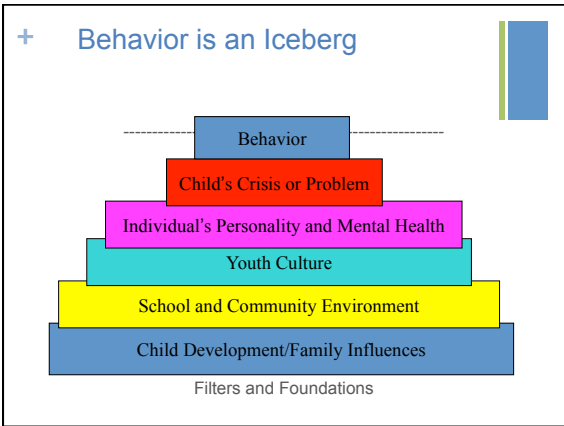 + Behavior is an Iceberg
Behavior
Child's Crisis or Problem
Individual's Personality and Mental Health
Youth Culture
School and Community Environment
Child Development/Family Influences
Filters and Foundations